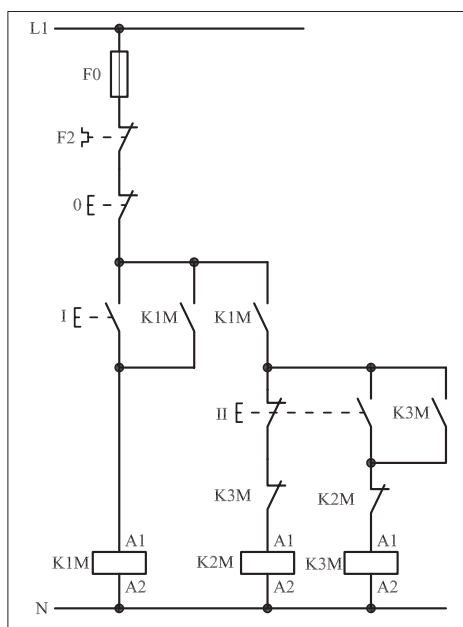 L1
F0
F2
0
I K1M K1M
II K3M
K3M K2M
A1 A1 A1
K1M K2M K3M
A2 A2 A2
N